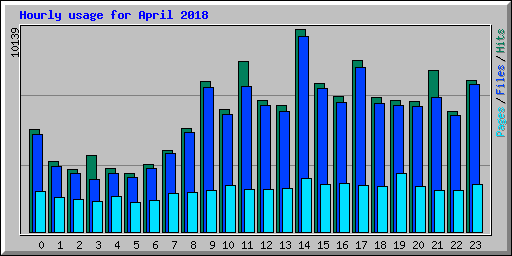 Hourly usage for April 2018
10139
Pages / Files / Hits
0 1 2 3 4 5 6 7 8 9 10 11 12 13 14 15 16 17 18 19 20 21 22 23